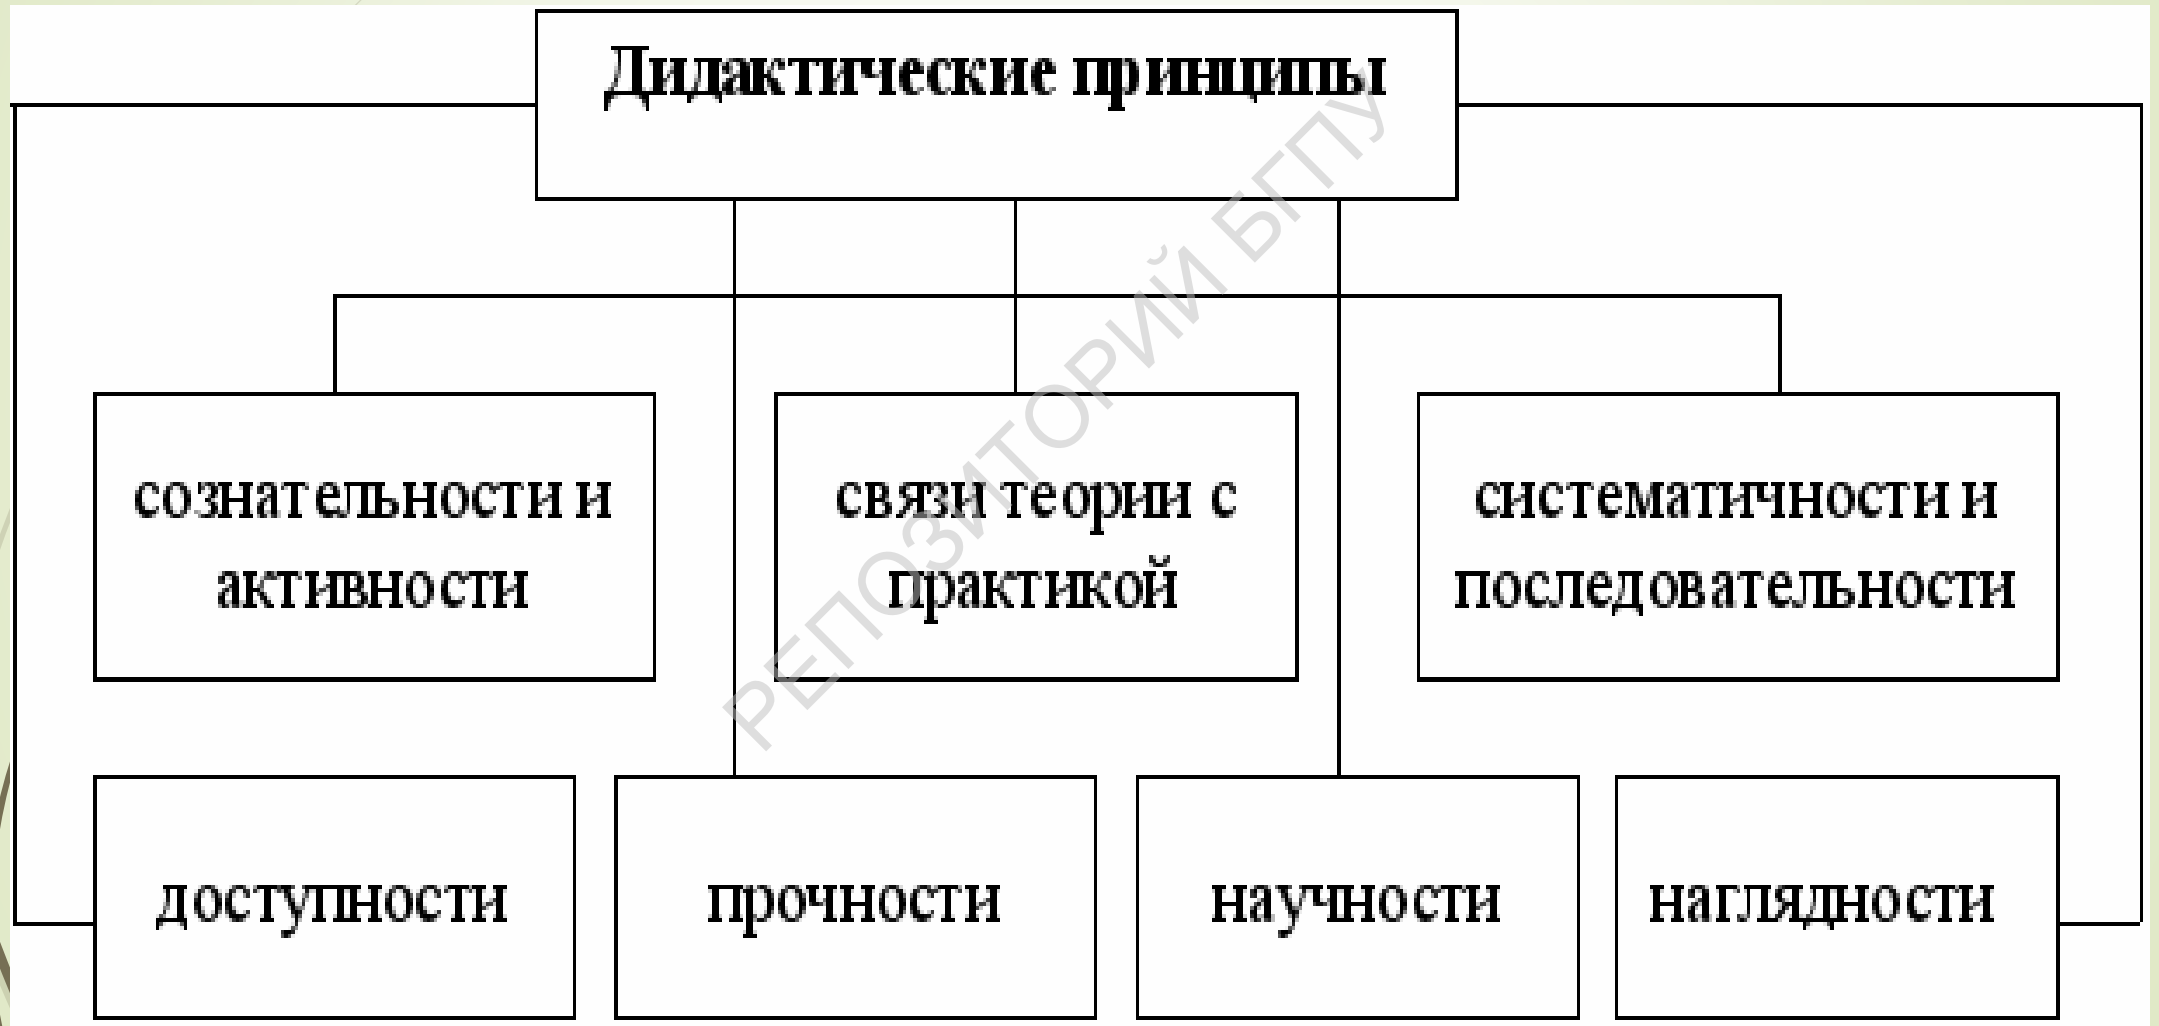 Дидактические принципы
сознательности и
активности
связи теории с
практикой
систематичности и
последовательности
доступности
прочности
научности
наглядности
РЕПОЗИТОРИЙ БГПУ